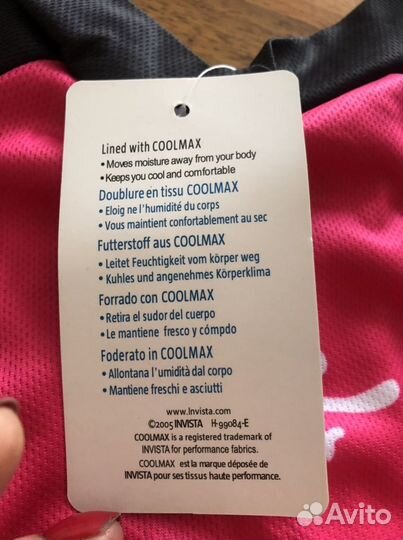 Lined with COOLMAX
• Moves moisture away from your body
• Keeps you cool and comfortable
Doublure en tissu COOLMAX
• Eloig ne l'humidité du corps
• Vous maintient confortablement au sec
Futterstoff aus COOLMAX
• Leitet Feuchtigkeit vom körper weg
• Kuhles und angenehmes Körperklima
Forrado con COOLMAX
• Retira el sudor del cuerpo
• Le mantiene fresco y cómpdo
Foderato in COOLMAX
• Allontana l'umidità dal corpo
• Mantiene freschi e asciutti
www.Invista.com
©2005 INVISTA H-99084-E
COOLMAX is a registered trademark of
INVISTA for performance fabrics.
COOLMAX est la marque déposée de
INVISTA pour ses tissus haute performance.
Avito